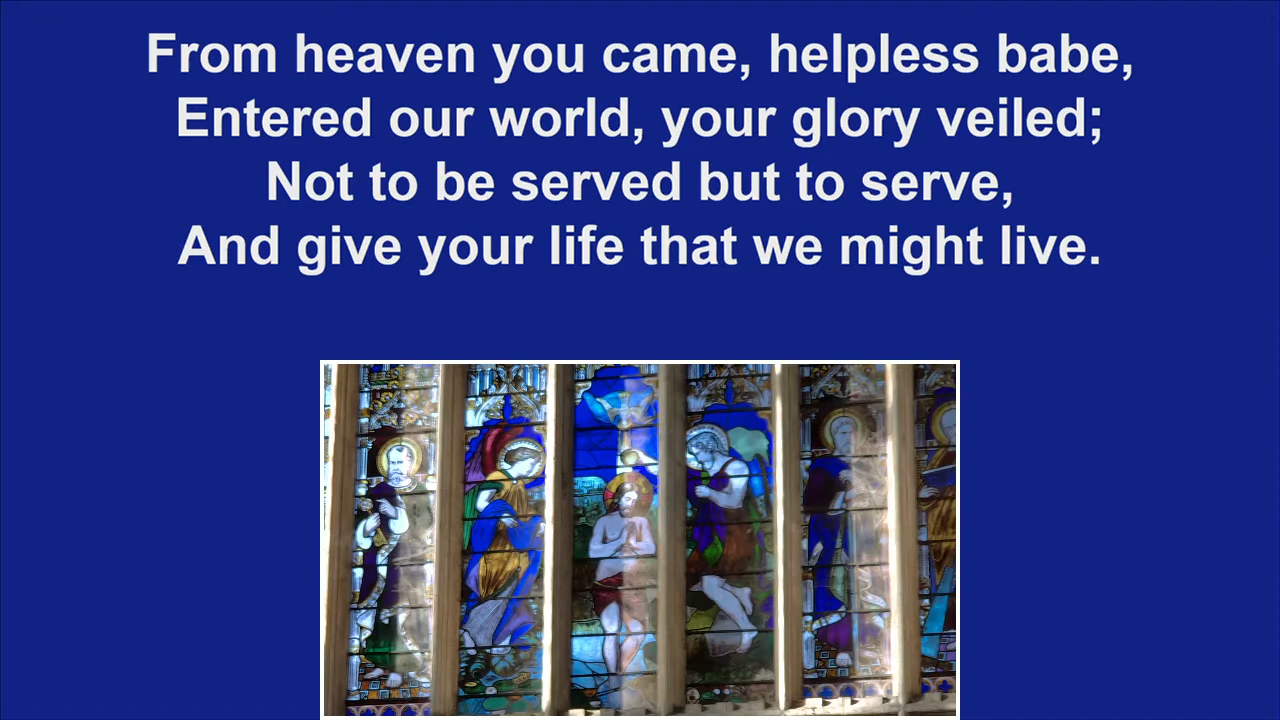 From heaven you came, helpless babe,
Entered our world, your glory veiled;
Not to be served but to serve,
And give your life that we might live.